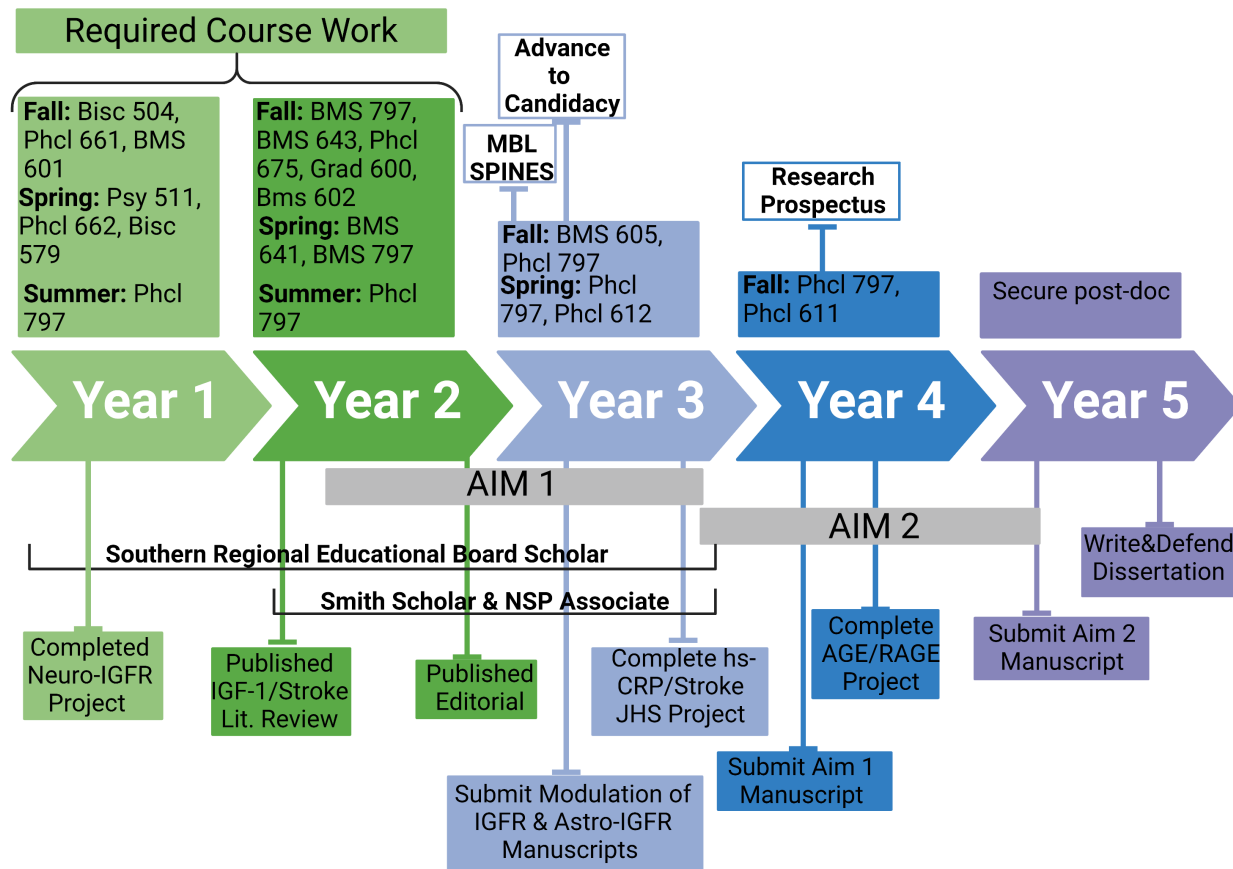 Required Course Work
Fall: Bisc 504,
Phcl 661, BMS
601
Spring: Psy 511,
Phcl 662, Bisc
579
Summer: Phcl
797
Fall: BMS 797,
BMS 643, Phcl
675, Grad 600,
Bms 602
Spring: BMS
641, BMS 797
Summer: Phcl
797
MBL
SPINES
Advance
to
Candidacy
Fall: BMS 605,
Phcl 797
Spring: Phcl
797, Phcl 612
Research
Prospectus
Fall: Phcl 797,
Phcl 611
Secure post-doc
Year 1
Year 2
Year 3
Year 4
Year 5
AIM 1
AIM 2
Southern Regional Educational Board Scholar
Smith Scholar & NSP Associate
Completed
Neuro-IGFR
Project
Published
IGF-1/Stroke
Lit. Review
Published
Editorial
Submit Modulation of
IGFR & Astro-IGFR
Manuscripts
Complete hs-
CRP/Stroke
JHS Project
Submit Aim 1
Manuscript
Complete
AGE/RAGE
Project
Submit Aim 2
Manuscript
Write&Defend
Dissertation